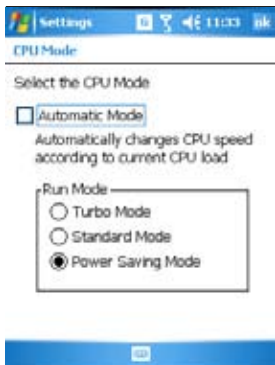 Settings 11:33 ok
CPU Mode
Select the CPU Mode
Automatic Mode
Automatically changes CPU speed
according to current CPU load
Run Mode
Turbo Mode
Standard Mode
Power Saving Mode